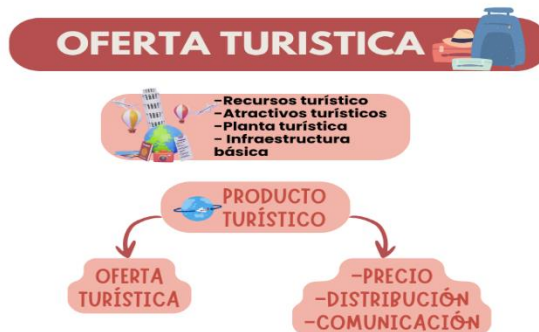 OFERTA TURISTICA
-Recursos turístico
-Atractivos turísticos
-Planta turística
- Infraestructura
básica
PRODUCTO
TURÍSTICO
OFERTA
TURÍSTICA
-PRECIO
-DISTRIBUCIÓN
-COMUNICACIÓN